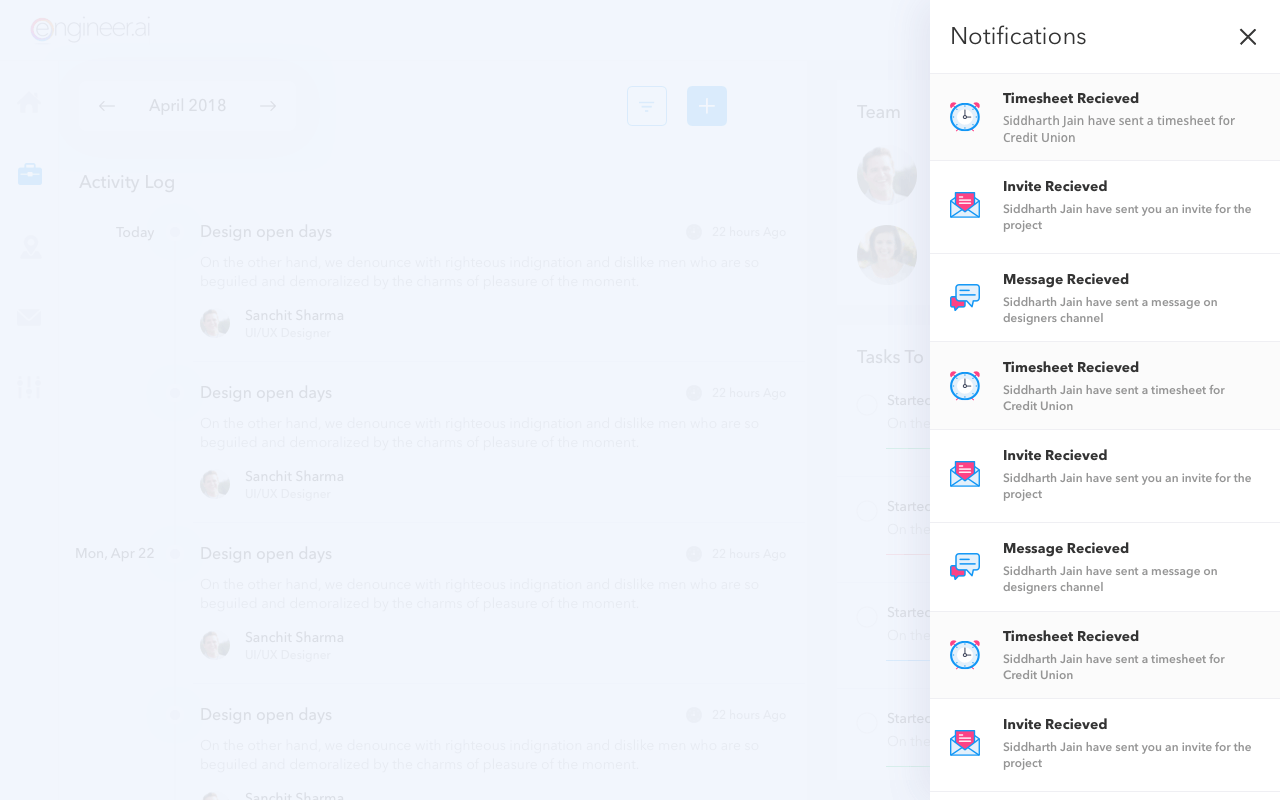 engineer.ai
April 2018
Activity Log
Today
Design open days
22 hours Ago
On the other hand, we denounce with righteous indignation and dislike men who are so
beguiled and demoralized by the charms of pleasure of the moment.
Sanchit Sharma
UI/UX Designer
Design open days
22 hours Ago
On the other hand, we denounce with righteous indignation and dislike men who are so
beguiled and demoralized by the charms of pleasure of the moment.
Sanchit Sharma
UI/UX Designer
Mon, Apr 22
Design open days
22 hours Ago
On the other hand, we denounce with righteous indignation and dislike men who are so
beguiled and demoralized by the charms of pleasure of the moment.
Sanchit Sharma
UI/UX Designer
Design open days
22 hours Ago
On the other hand, we denounce with righteous indignation and dislike men who are so
beguiled and demoralized by the charms of pleasure of the moment.
Sanchit Sharma
Team
Tasks To
Started
On the
Started
On the
Started
On the
Started
On the
Notifications
Timesheet Recieved
Siddharth Jain have sent a timesheet for
Credit Union
Invite Recieved
Siddharth Jain have sent you an invite for the
project
Message Recieved
Siddharth Jain have sent a message on
designers channel
Timesheet Recieved
Siddharth Jain have sent a timesheet for
Credit Union
Invite Recieved
Siddharth Jain have sent you an invite for the
project
Message Recieved
Siddharth Jain have sent a message on
designers channel
Timesheet Recieved
Siddharth Jain have sent a timesheet for
Credit Union
Invite Recieved
Siddharth Jain have sent you an invite for the
project